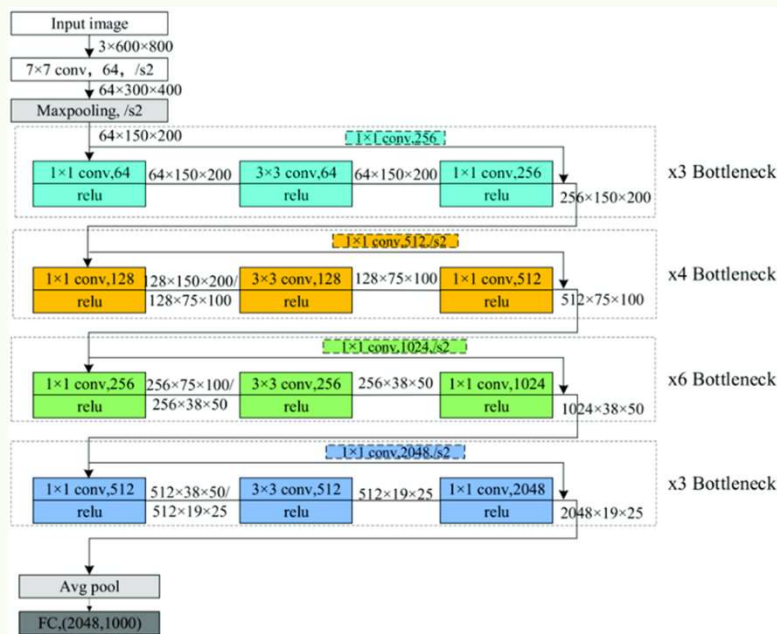 Input image
3×600×800
7×7 conv, 64, /s2
64×300×400
Maxpooling, /s2
64×150×200
1×1 conv,256
1×1 conv,64
relu
64×150×200
3×3 conv,64
relu
64×150×200
1×1 conv,256
relu
256×150×200
x3 Bottleneck
1×1 conv,512,/s2
1×1 conv,128
relu
128×150×200/
128×75×100
3×3 conv,128
relu
128×75×100
1×1 conv,512
relu
512×75×100
x4 Bottleneck
1×1 conv,1024,/s2
1×1 conv,256
relu
256×75×100/
256×38×50
3×3 conv,256
relu
256×38×50
1×1 conv,1024
relu
1024×38×50
x6 Bottleneck
1×1 conv,2048,/s2
1×1 conv,512
relu
512×38×50/
512×19×25
3×3 conv,512
relu
512×19×25
1×1 conv,2048
relu
2048×19×25
x3 Bottleneck
Avg pool
FC,(2048,1000)